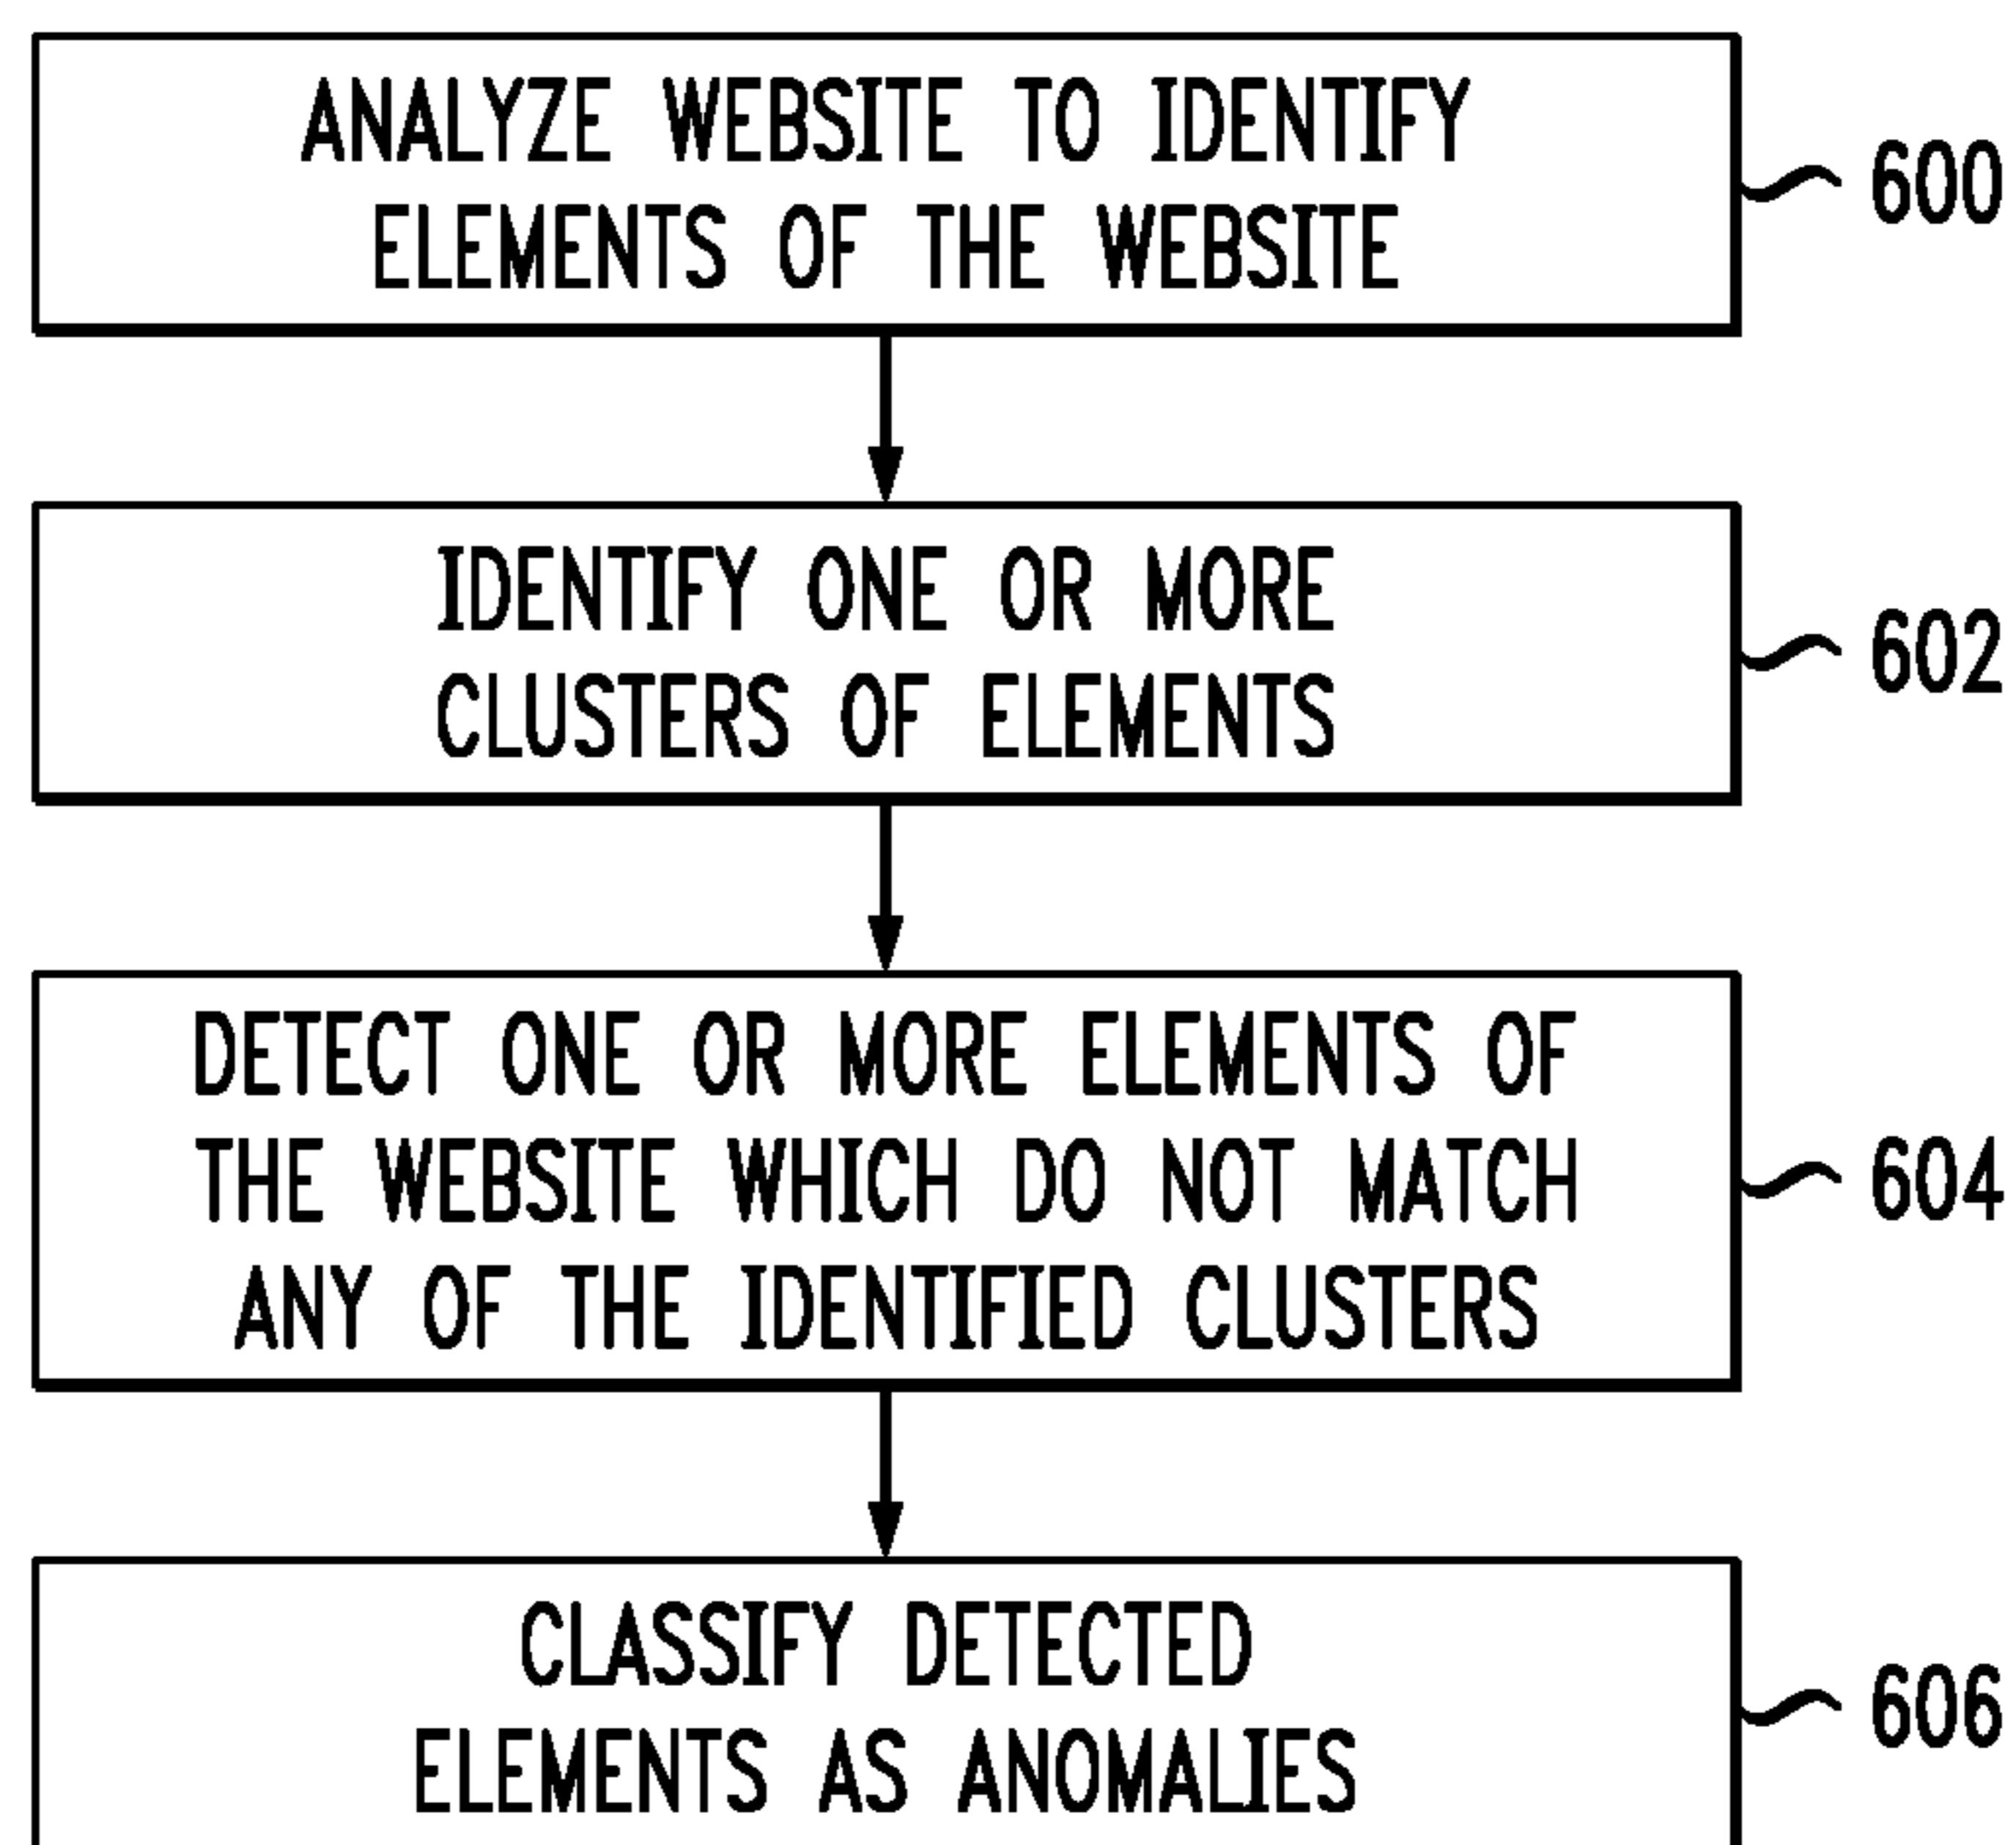 ANALYZE WEBSITE TO IDENTIFY
ELEMENTS OF THE WEBSITE
600
IDENTIFY ONE OR MORE
CLUSTERS OF ELEMENTS
602
DETECT ONE OR MORE ELEMENTS OF
THE WEBSITE WHICH DO NOT MATCH
ANY OF THE IDENTIFIED CLUSTERS
604
CLASSIFY DETECTED
ELEMENTS AS ANOMALIES
606